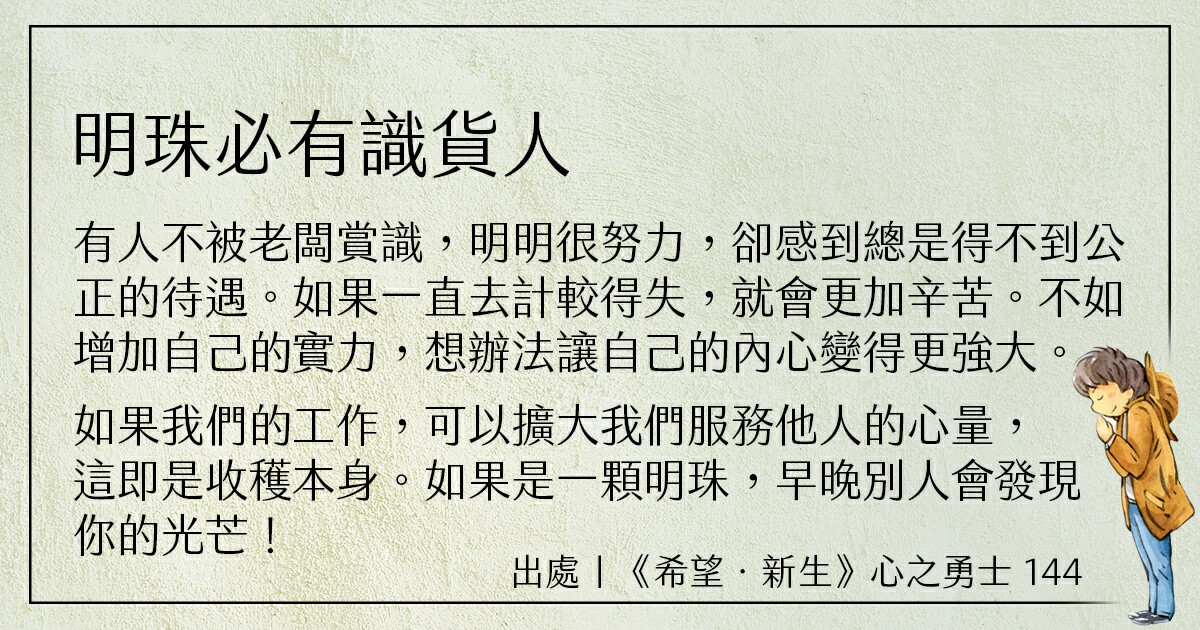 明珠必有識貨人
有人不被老闆賞識，明明很努力，卻感到總是得不到公
正的待遇。如果一直去計較得失，就會更加辛苦。不如
增加自己的實力，想辦法讓自己的內心變得更強大。
如果我們的工作，可以擴大我們服務他人的心量，
這即是收穫本身。如果是一顆明珠，早晚別人會發現
你的光芒！
出處｜《希望．新生》心之勇士 144